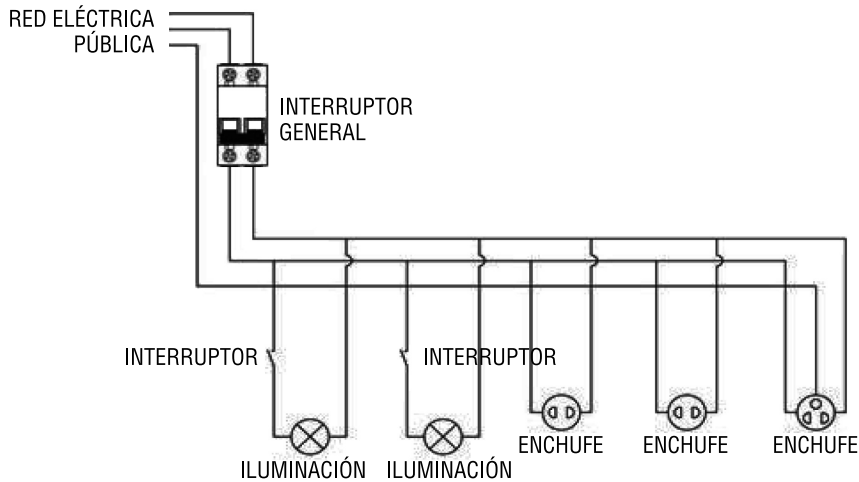 RED ELÉCTRICA
PÚBLICA
INTERRUPTOR
GENERAL
INTERRUPTOR
INTERRUPTOR
ILUMINACIÓN
ILUMINACIÓN
ENCHUFE
ENCHUFE
ENCHUFE